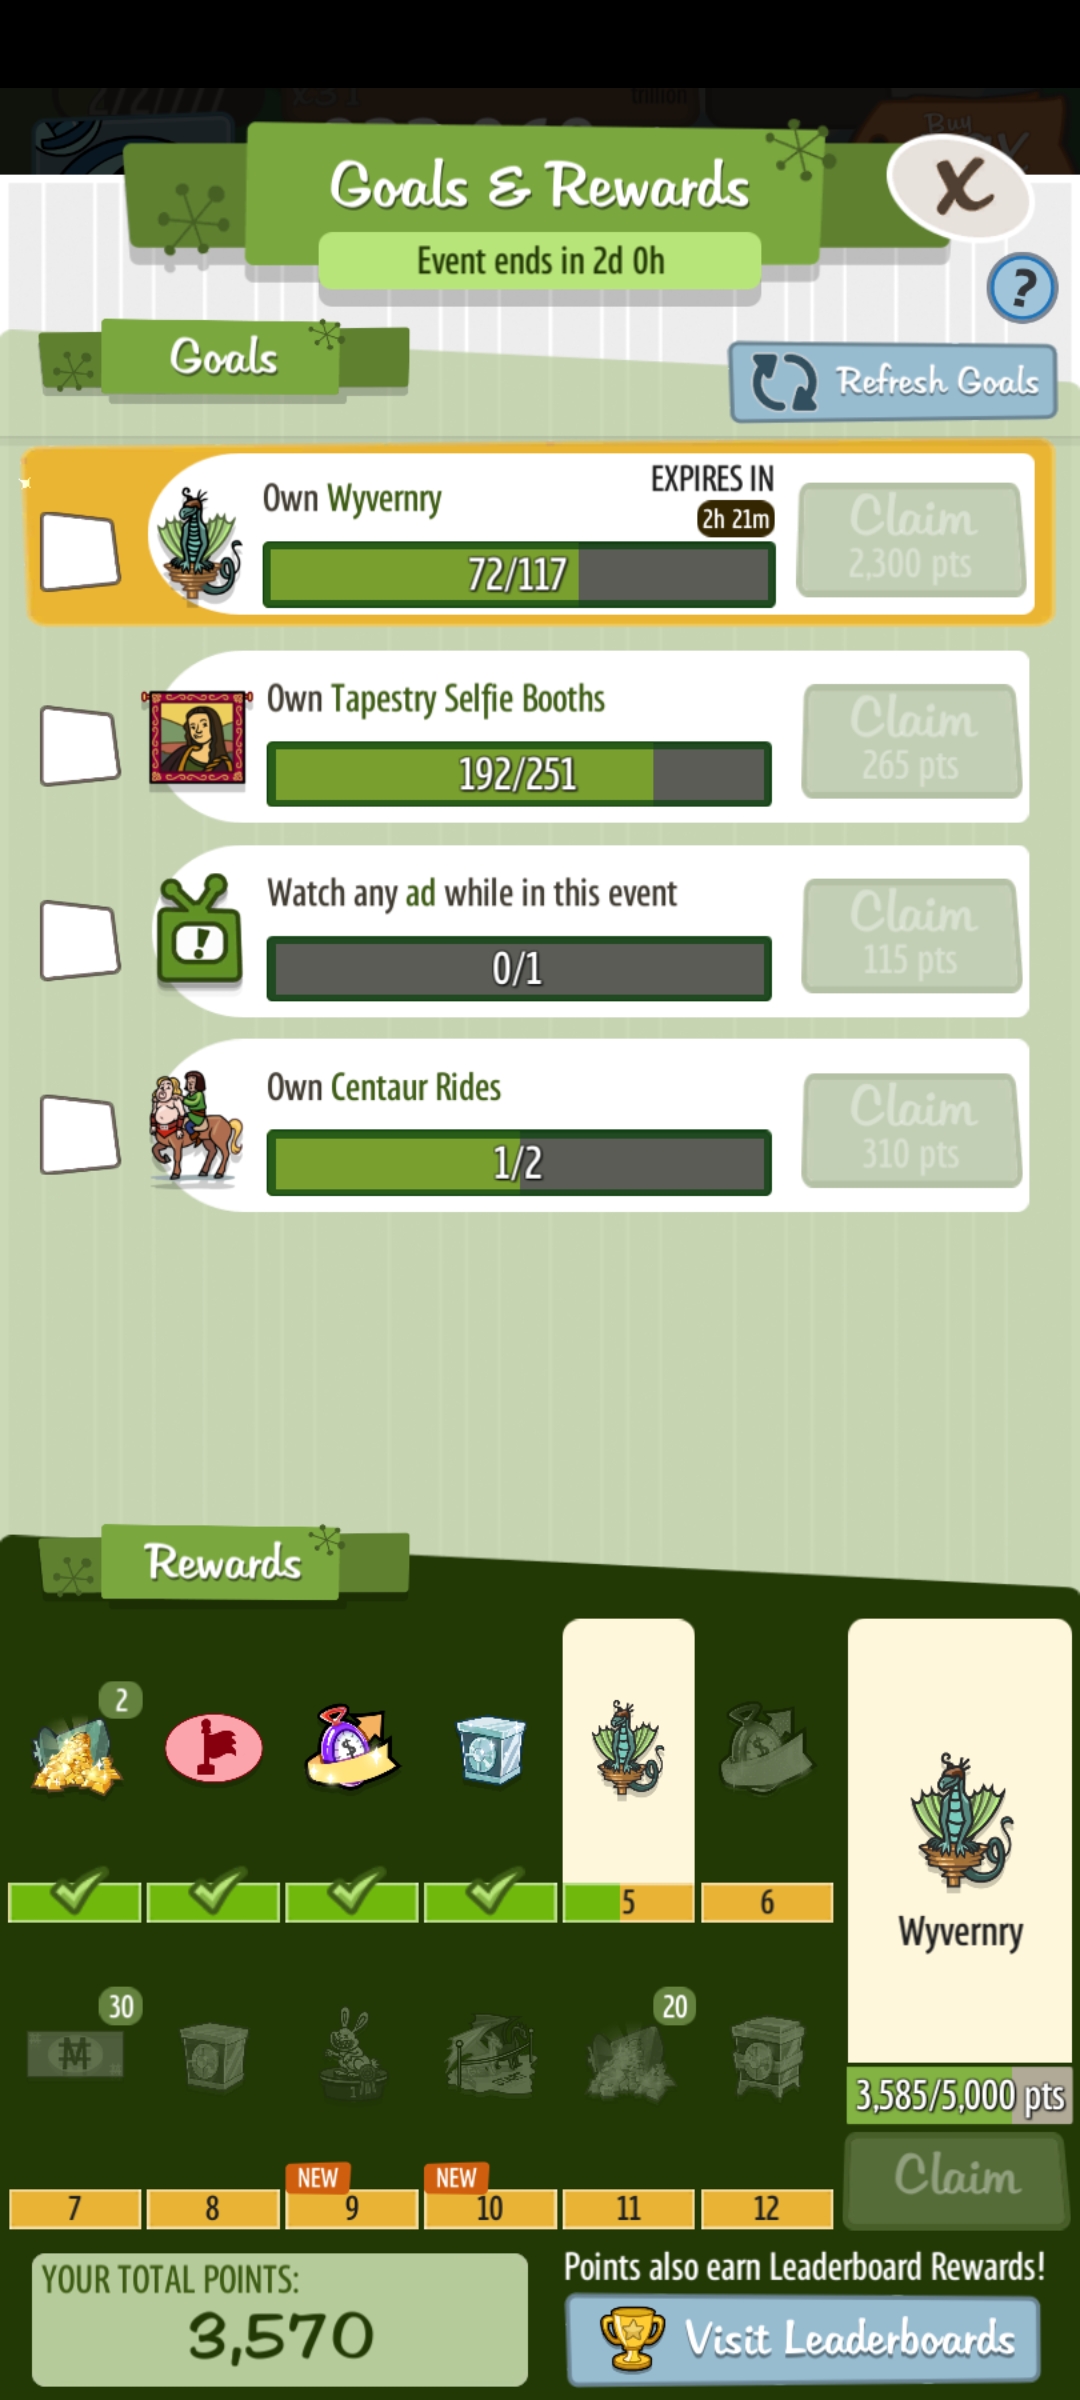 trillion
Buy
Goals & Rewards
X
Event ends in 2d 0h
?
Goals
Refresh Goals
Own Wyvernry
EXPIRES IN
2h 21m
72/117
Claim
2,300 pts
Own Tapestry Selfie Booths
192/251
Claim
265 pts
Watch any ad while in this event
!
0/1
Claim
115 pts
Own Centaur Rides
1/2
Claim
310 pts
Rewards
2
5
6
Wyvernry
30
20
3,585/5,000 pts
NEW
NEW
7
8
9
10
11
12
Claim
YOUR TOTAL POINTS:
3,570
Points also earn Leaderboard Rewards!
Visit Leaderboards